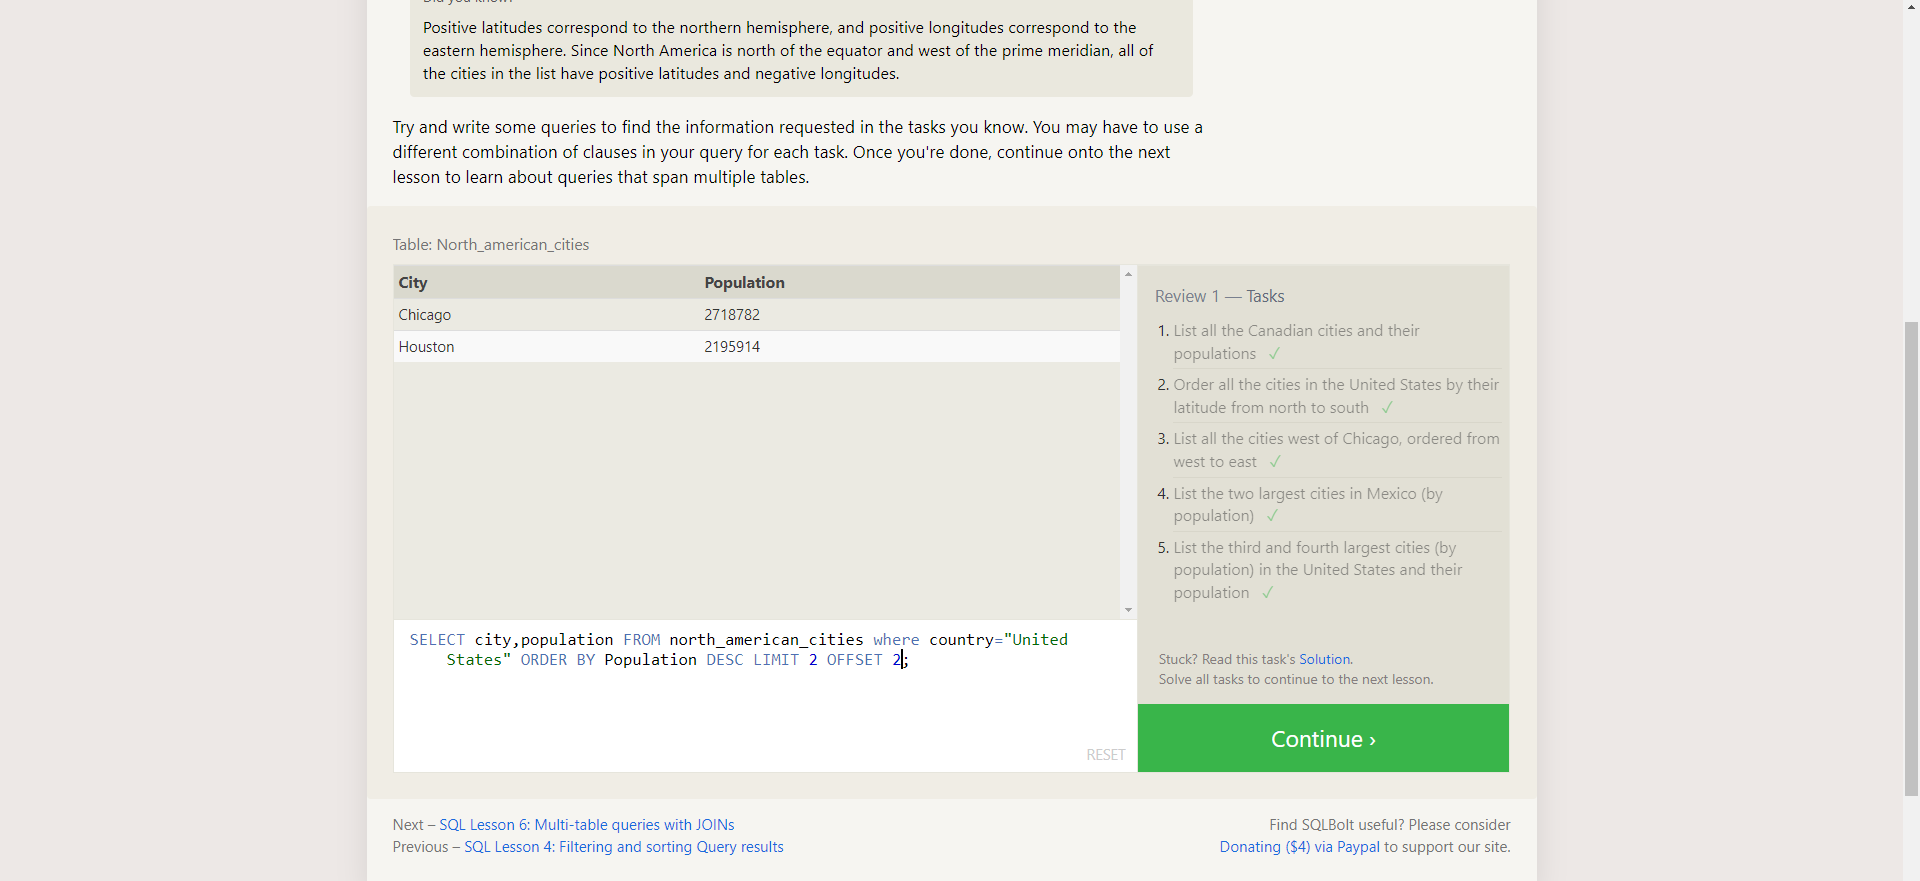 Did you know?
Positive latitudes correspond to the northern hemisphere, and positive longitudes correspond to the
eastern hemisphere. Since North America is north of the equator and west of the prime meridian, all of
the cities in the list have positive latitudes and negative longitudes.
Try and write some queries to find the information requested in the tasks you know. You may have to use a
different combination of clauses in your query for each task. Once you're done, continue onto the next
lesson to learn about queries that span multiple tables.
Table: North_american_cities
City Population
Chicago 2718782
Houston 2195914
SELECT city,population FROM north_american_cities where country="United
States" ORDER BY Population DESC LIMIT 2 OFFSET 2;
RESET
Review 1 — Tasks
1. List all the Canadian cities and their
populations ✓
2. Order all the cities in the United States by their
latitude from north to south ✓
3. List all the cities west of Chicago, ordered from
west to east ✓
4. List the two largest cities in Mexico (by
population) ✓
5. List the third and fourth largest cities (by
population) in the United States and their
population ✓
Stuck? Read this task's Solution.
Solve all tasks to continue to the next lesson.
Continue ›
Next – SQL Lesson 6: Multi-table queries with JOINs
Previous – SQL Lesson 4: Filtering and sorting Query results
Find SQLBolt useful? Please consider
Donating ($4) via Paypal to support our site.